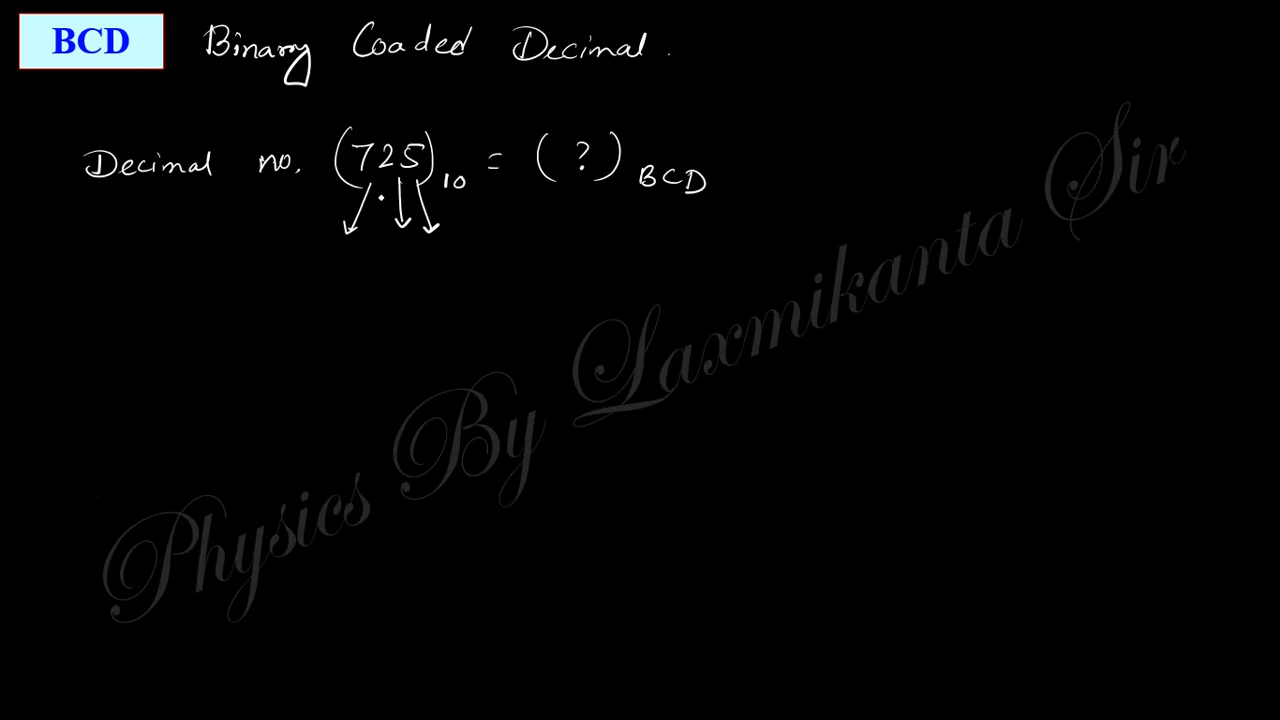 BCD Binary Coaded Decimal.
Decimal no. (725)10 = (?)BCD
Physics By Laxmikanta Sir